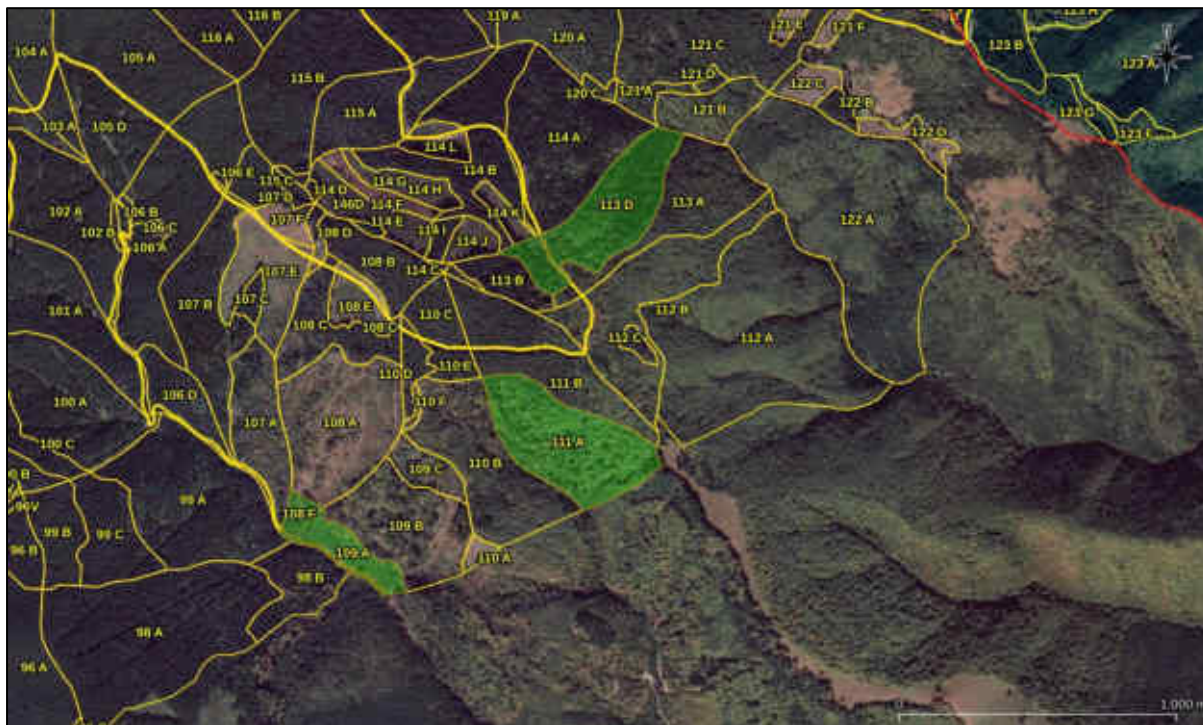 116 B
119 A
116 A
120 A
121 E
121 F
123 H
104 A
105 A
121 C
123 B
123 A
115 B
121 D
122 C
120 C
121 A
121 B
122 B
115 A
123 G
103 A
105 D
114 A
122 D
123 F
114 L
114 B
106 E
114 G
114 D
114 H
107 D
113 D
113 A
102 A
106 B
146D
114 F
114 K
107 F
122 A
102 D
106 C
114 E
114 I
108 D
106 A
114 J
108 B
107 E
114 C
113 B
107 B
107 C
108 E
112 B
101 A
110 C
108 C
108 C
112 C
112 A
110 E
110 D
111 B
106 D
100 A
110 F
107 A
108 A
111 A
100 C
109 C
110 B
99 A
96V
108 F
99 B
99 C
109 B
96 B
109 A
110 A
98 B
98 A
96 A
0
1.000